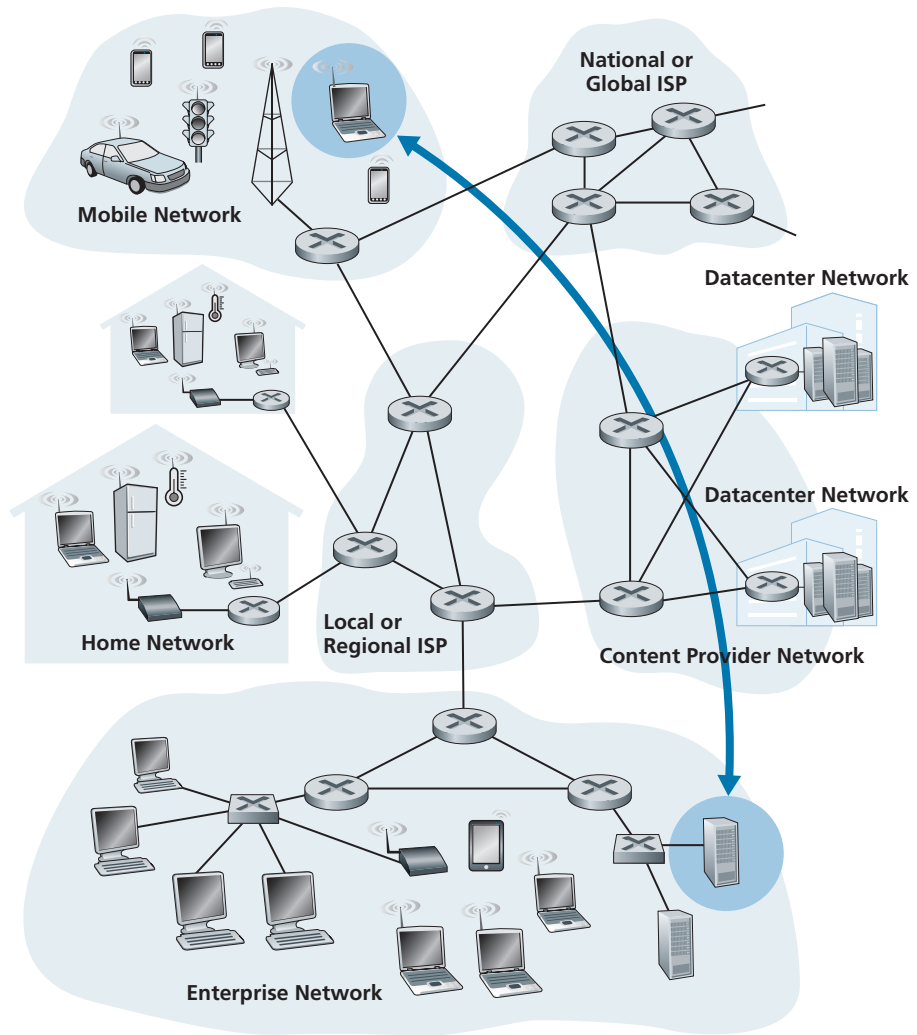 National or
Global ISP
Mobile Network
Datacenter Network
Datacenter Network
Home Network
Local or
Regional ISP
Content Provider Network
Enterprise Network